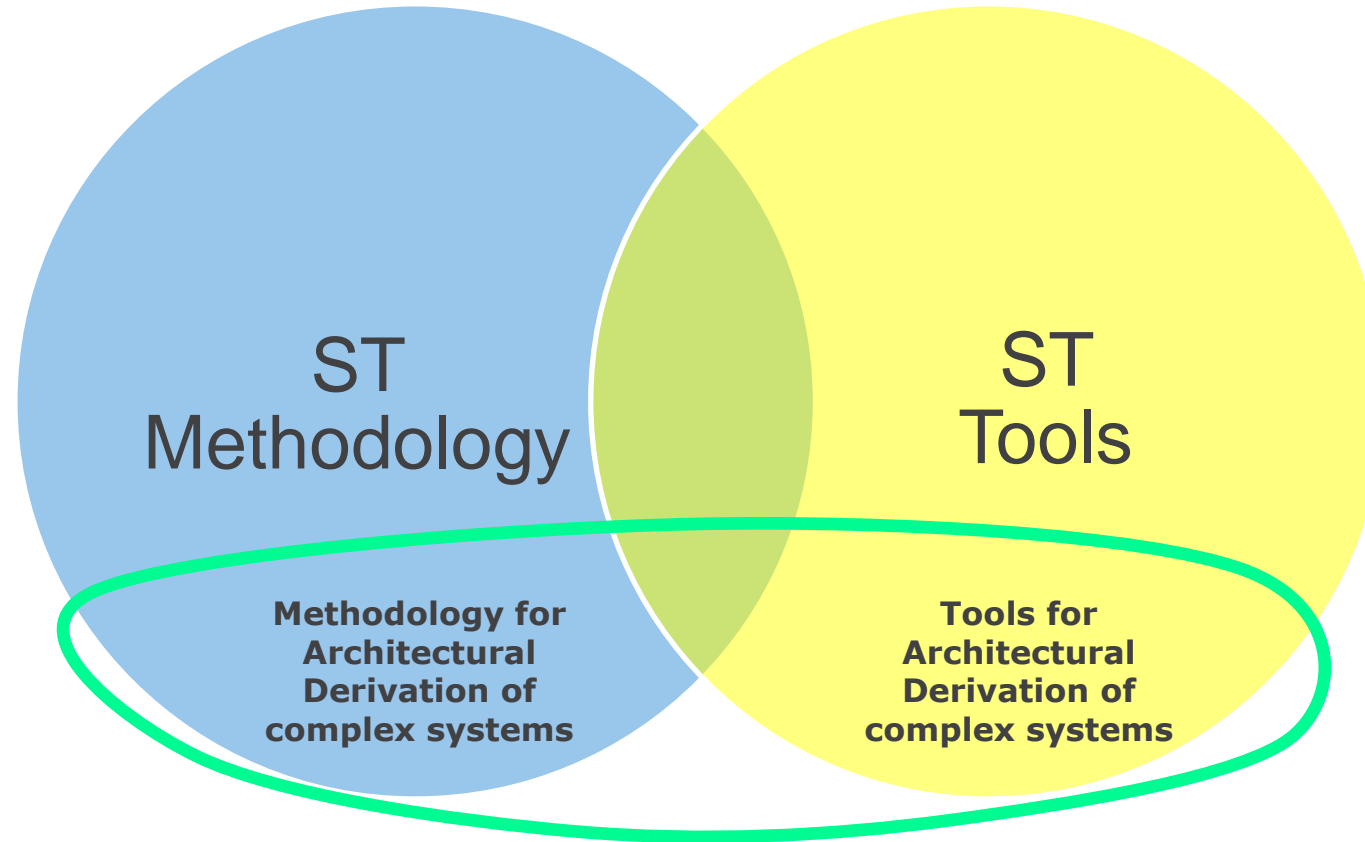 ST
Methodology
ST
Tools
Methodology for
Architectural
Derivation of
complex systems
Tools for
Architectural
Derivation of
complex systems